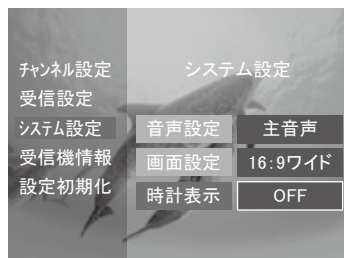 チャンネル設定
受信設定
システム設定
受信機情報
設定初期化
システム設定
音声設定 主音声
画面設定 16:9ワイド
時計表示 OFF